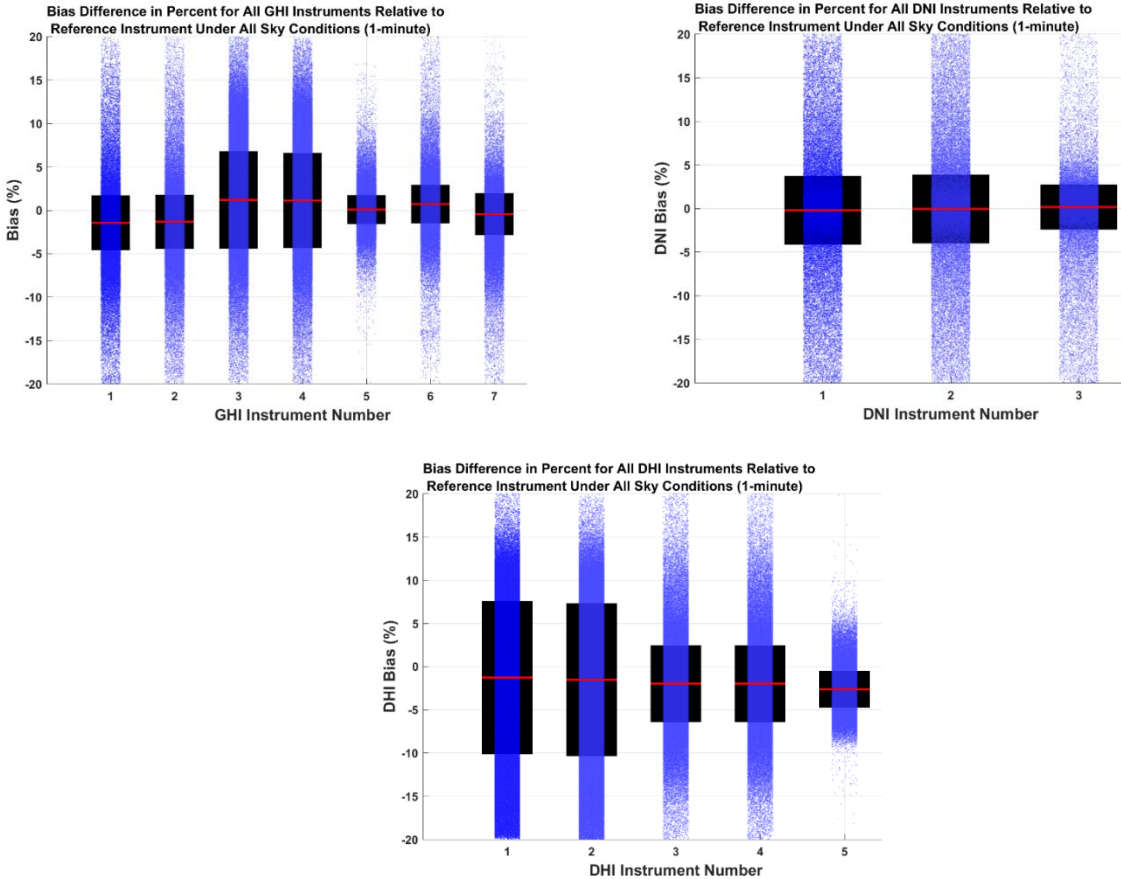 Bias Difference in Percent for All GHI Instruments Relative to
Reference Instrument Under All Sky Conditions (1-minute)
20
15
10
5
0
-5
-10
-15
-20
Bias (%)
1 2 3 4 5 6 7
GHI Instrument Number
Bias Difference in Percent for All DNI Instruments Relative to
Reference Instrument Under All Sky Conditions (1-minute)
20
15
10
5
0
-5
-10
-15
-20
DNI Bias (%)
1 2 3
DNI Instrument Number
Bias Difference in Percent for All DHI Instruments Relative to
Reference Instrument Under All Sky Conditions (1-minute)
20
15
10
5
0
-5
-10
-15
-20
DHI Bias (%)
1 2 3 4 5
DHI Instrument Number